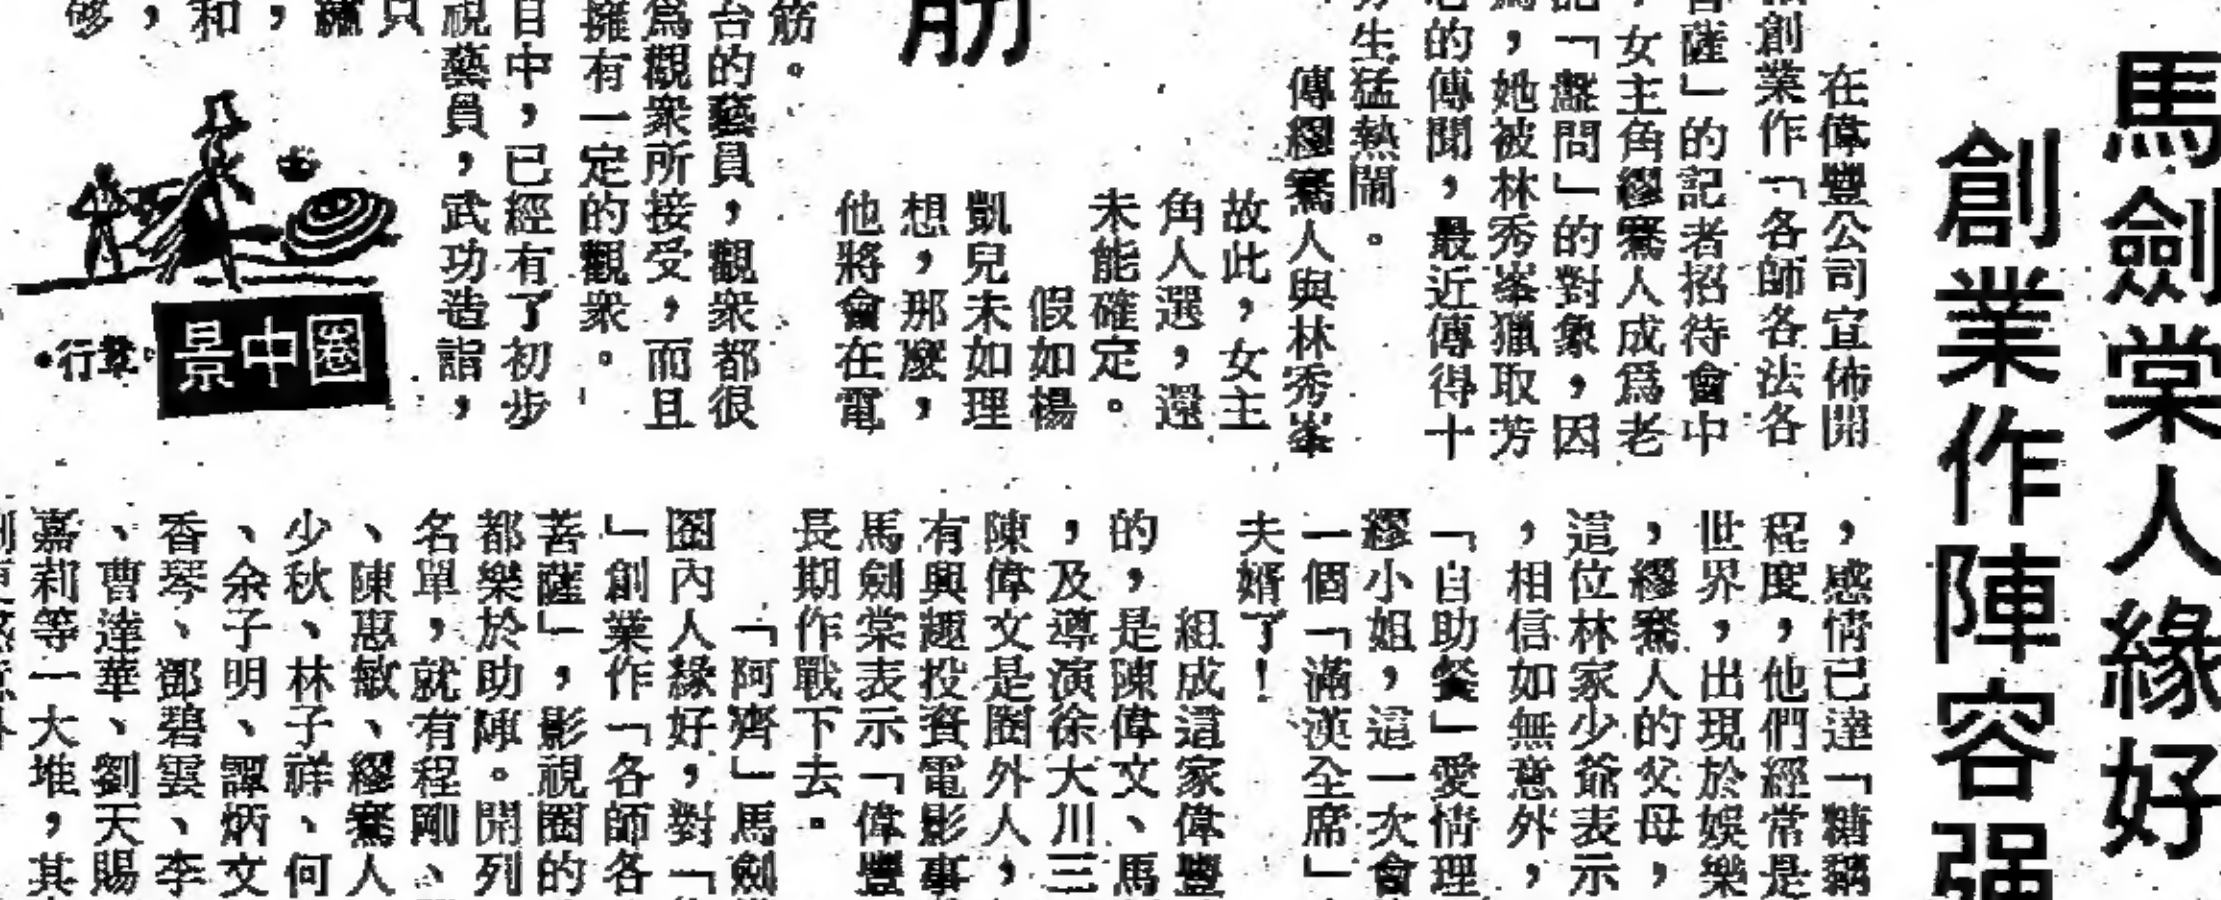 馬劍棠人緣好
創業作陣容强
在偉豐公司宣佈開
創業作「各師各法各
薩」的記者招待會中
，女主角繆騫人成爲老
記「盤問」的對象，因
，她被林秀峯獵取芳
的傳聞，最近傳得十
分生猛熱鬧。
傳繆騫人與林秀峯
，感情已達「糖黐
程度，他們經常是
世界，出現於娛樂
，繆騫人的父母，
這位林家少爺表示
，相信如無意外，
「自助餐」愛情理
繆小姐，這一次會
一個「滿漢全席」
夫婿了！
組成這家偉豐
的，是陳偉文、馬
，及導演徐大川三
陳偉文是圈外人，
有興趣投資電影事
馬劍棠表示「偉豐
長期作戰下去。
「阿齊」馬劍
圈內人緣好，對「
」創業作「各師各
菩薩」，影視圈的
都樂於助陣。開列
名單，就有程剛、
、陳惠敏、繆騫人
少秋、林子祥、何
、余子明、譚炳文
香琴、鄧碧雲、李
、曹達華、劉天賜
嘉莉等一大堆，其
故此，女主
角人選，還
未能確定。
假如楊
凱兒未如理
想，那麼，
他將會在電
筋
筋。
台的藝員，觀衆都很
爲觀衆所接受，而且
擁有一定的觀衆。
目中，已經有了初步
視藝員，武功造詣，
只
，和
，
圈中景